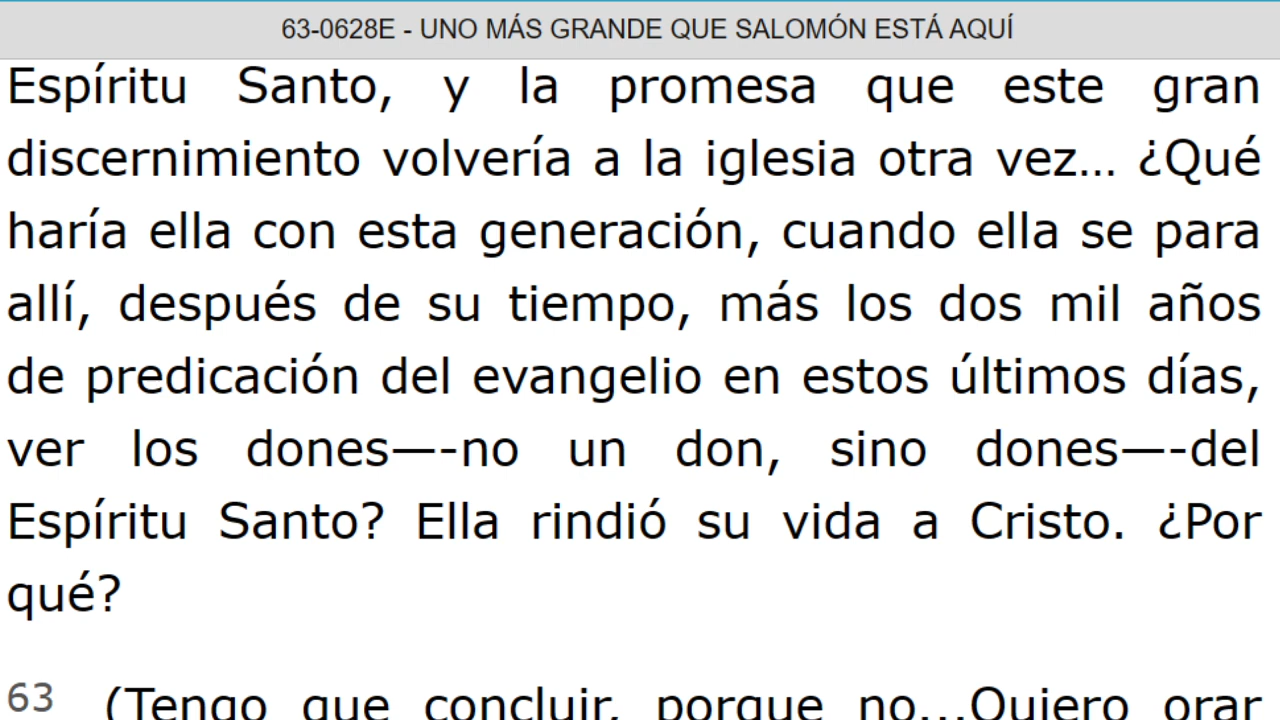 63-0628E - UNO MÁS GRANDE QUE SALOMÓN ESTÁ AQUÍ
Espíritu Santo, y la promesa que este gran
discernimiento volvería a la iglesia otra vez... ¿Qué
haría ella con esta generación, cuando ella se para
allí, después de su tiempo, más los dos mil años
de predicación del evangelio en estos últimos días,
ver los dones—-no un don, sino dones—-del
Espíritu Santo? Ella rindió su vida a Cristo. ¿Por
qué?
63 (Tengo que concluir, porque no...Quiero orar